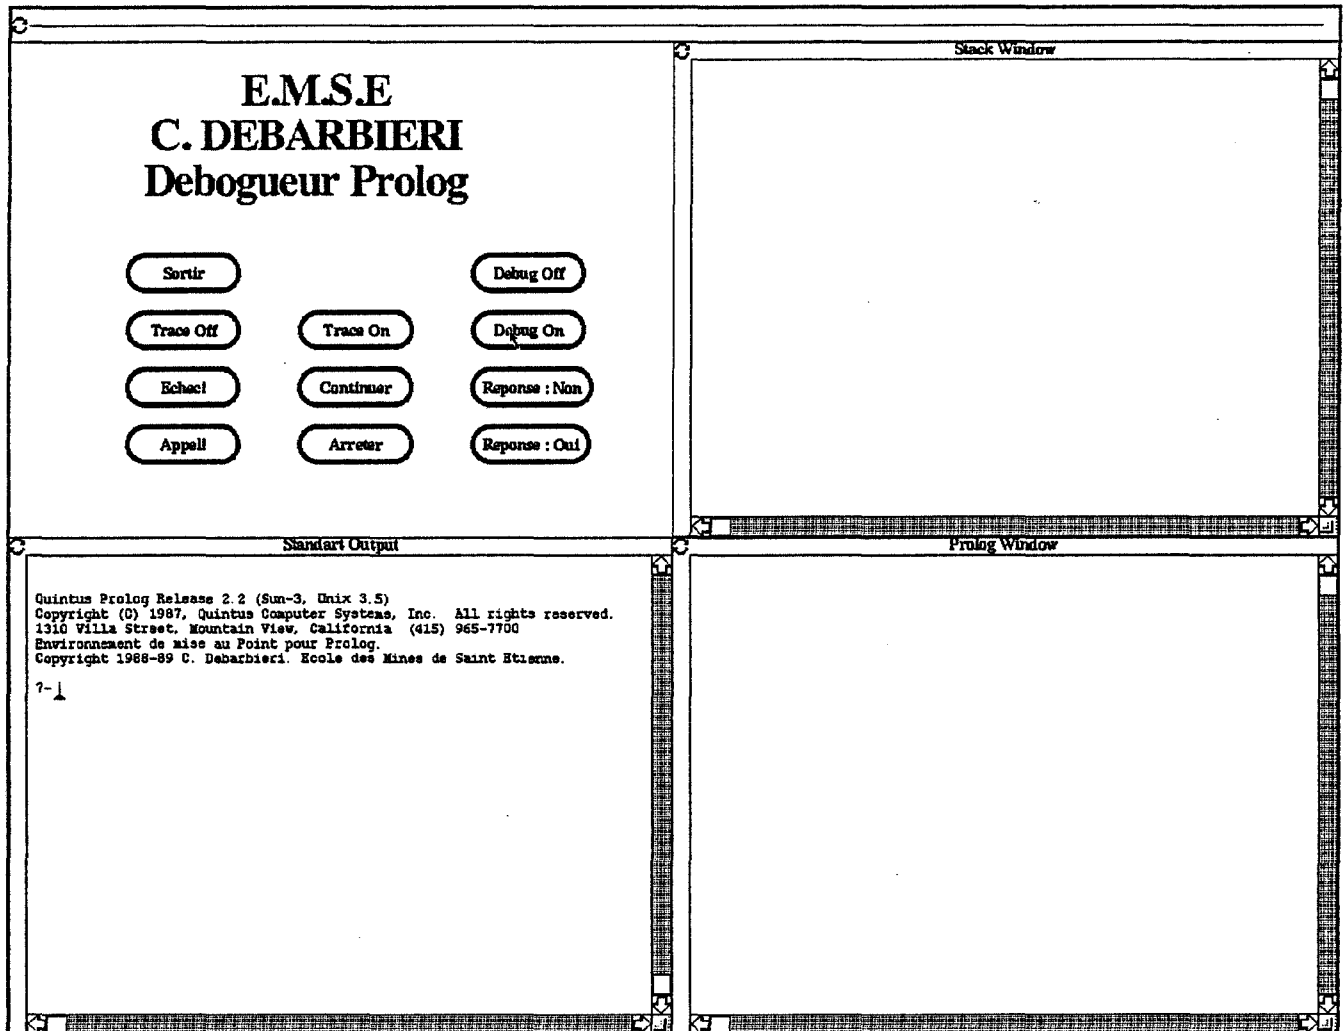 E.M.S.E
C. DEBARBIERI
Debogueur Prolog
Sortir
Debug Off
Trace Off
Trace On
Debug On
Echec!
Continuer
Reponse : Non
Appel!
Arreter
Reponse : Oui
Stack Window
Standart Output
Quintus Prolog Release 2.2 (Sun-3, Unix 3.5)
Copyright (C) 1987, Quintus Computer Systems, Inc. All rights reserved.
1310 Villa Street, Mountain View, California (415) 965-7700
Environnement de mise au Point pour Prolog.
Copyright 1988-89 C. Debarbieri. Ecole des Mines de Saint Etienne.
?-
Prolog Window